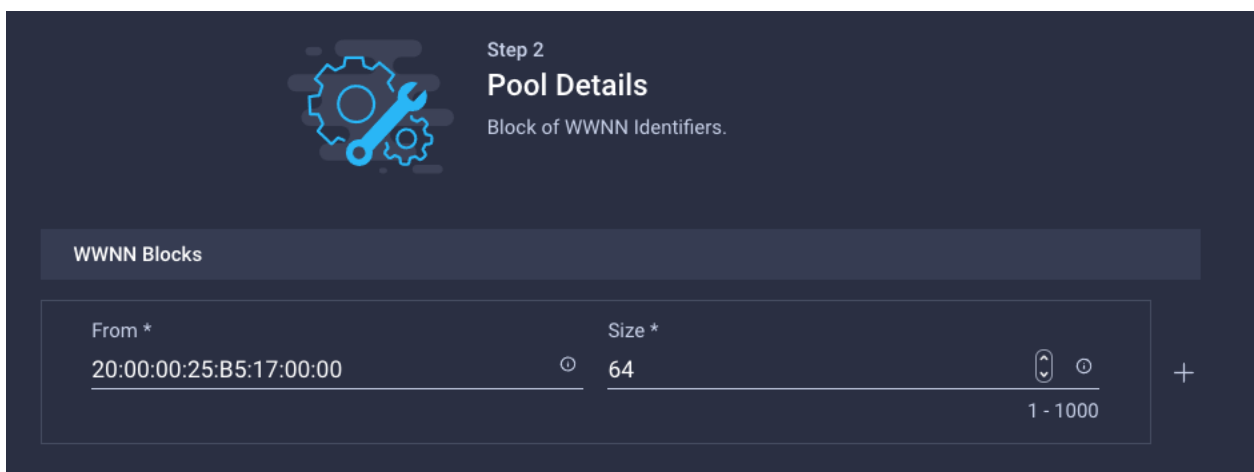 Step 2
Pool Details
Block of WWNN Identifiers.
WWNN Blocks
From *
Size *
20:00:00:25:B5:17:00:00
64
1 - 1000